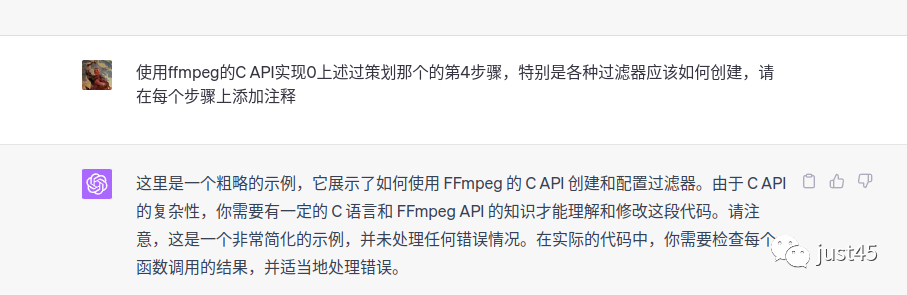 使用ffmpeg的C API实现0上述过策划那个的第4步骤，特别是各种过滤器应该如何创建，请
在每个步骤上添加注释
这里是一个粗略的示例，它展示了如何使用 FFmpeg 的 C API 创建和配置过滤器。由于 C API
的复杂性，你需要有一定的 C 语言和 FFmpeg API 的知识才能理解和修改这段代码。请注
意，这是一个非常简化的示例，并未处理任何错误情况。在实际的代码中，你需要检查每个
函数调用的结果，并适当地处理错误。
just45